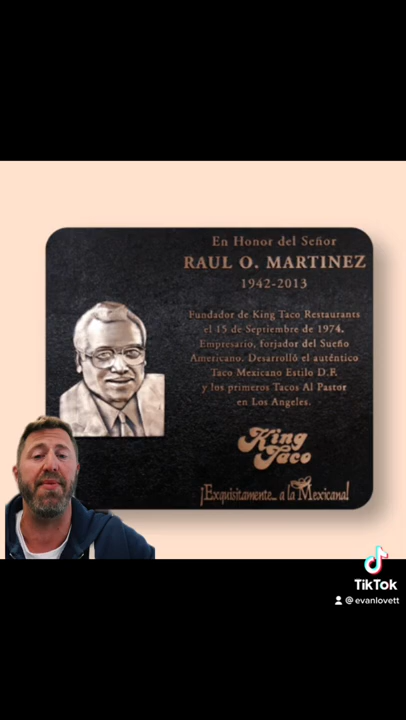 En Honor del Señor
RAUL O. MARTINEZ
1942-2013
Fundador de King Taco Restaurants
el 15 de Septiembre de 1974.
Empresario, forjador del Sueño
Americano. Desarrolló el auténtico
Taco Mexicano Estilo D.F.
y los primeros Tacos Al Pastor
en Los Angeles.
King
Taco
¡Exquisitamente... a la Mexicana!
TikTok
@evanlovett